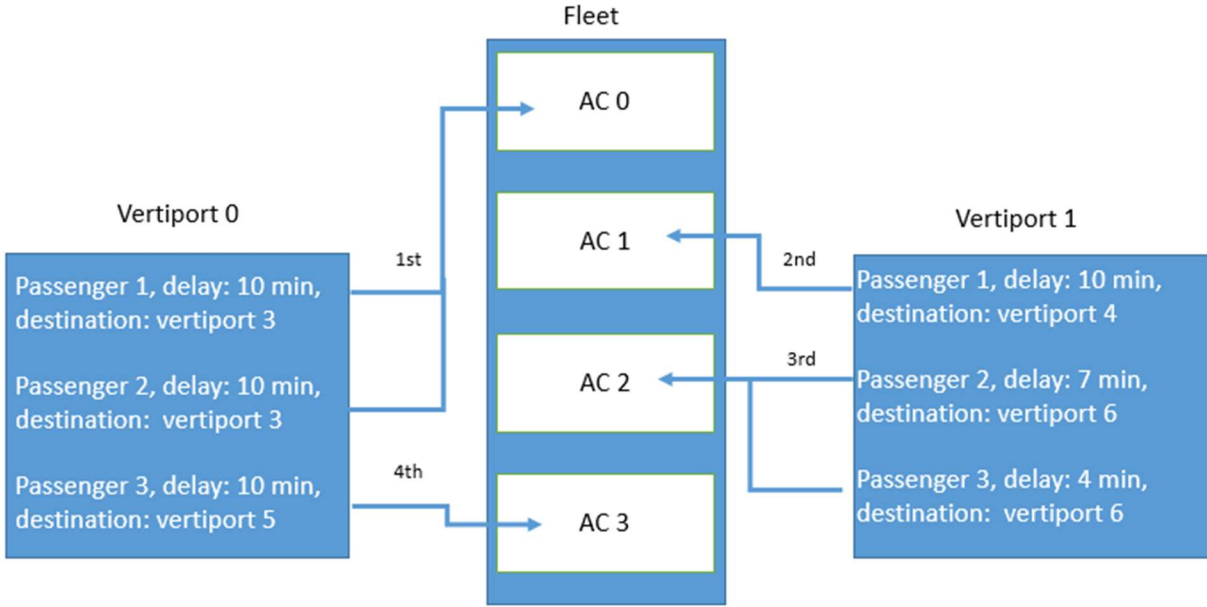 Fleet
AC 0
AC 1
AC 2
AC 3
Vertiport 0
Passenger 1, delay: 10 min,
destination: vertiport 3
Passenger 2, delay: 10 min,
destination:  vertiport 3
Passenger 3, delay: 10 min,
destination: vertiport 5
1st
4th
2nd
3rd
Vertiport 1
Passenger 1, delay: 10 min,
destination: vertiport 4
Passenger 2, delay: 7 min,
destination: vertiport 6
Passenger 3, delay: 4 min,
destination:  vertiport 6